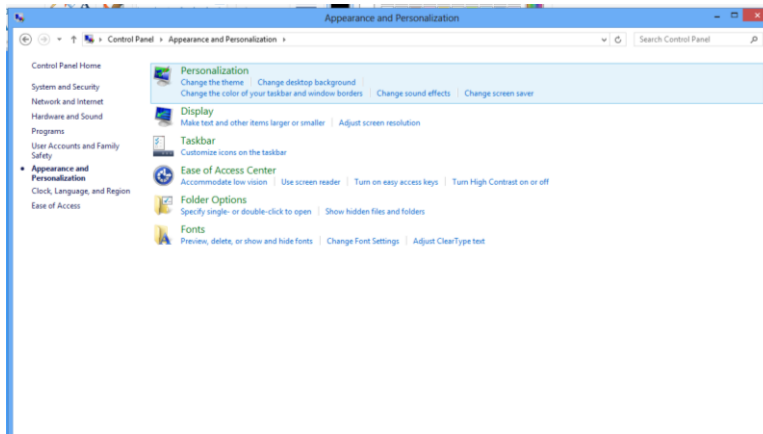 Appearance and Personalization
Control Panel Appearance and Personalization
Search Control Panel
Control Panel Home
System and Security
Network and Internet
Hardware and Sound
Programs
User Accounts and Family
Safety
Appearance and
Personalization
Clock, Language, and Region
Ease of Access
Personalization
Change the theme Change desktop background
Change the color of your taskbar and window borders Change sound effects Change screen saver
Display
Make text and other items larger or smaller Adjust screen resolution
Taskbar
Customize icons on the taskbar
Ease of Access Center
Accommodate low vision Use screen reader Turn on easy access keys Turn High Contrast on or off
Folder Options
Specify single- or double-click to open Show hidden files and folders
Fonts
Preview, delete, or show and hide fonts Change Font Settings Adjust ClearType text